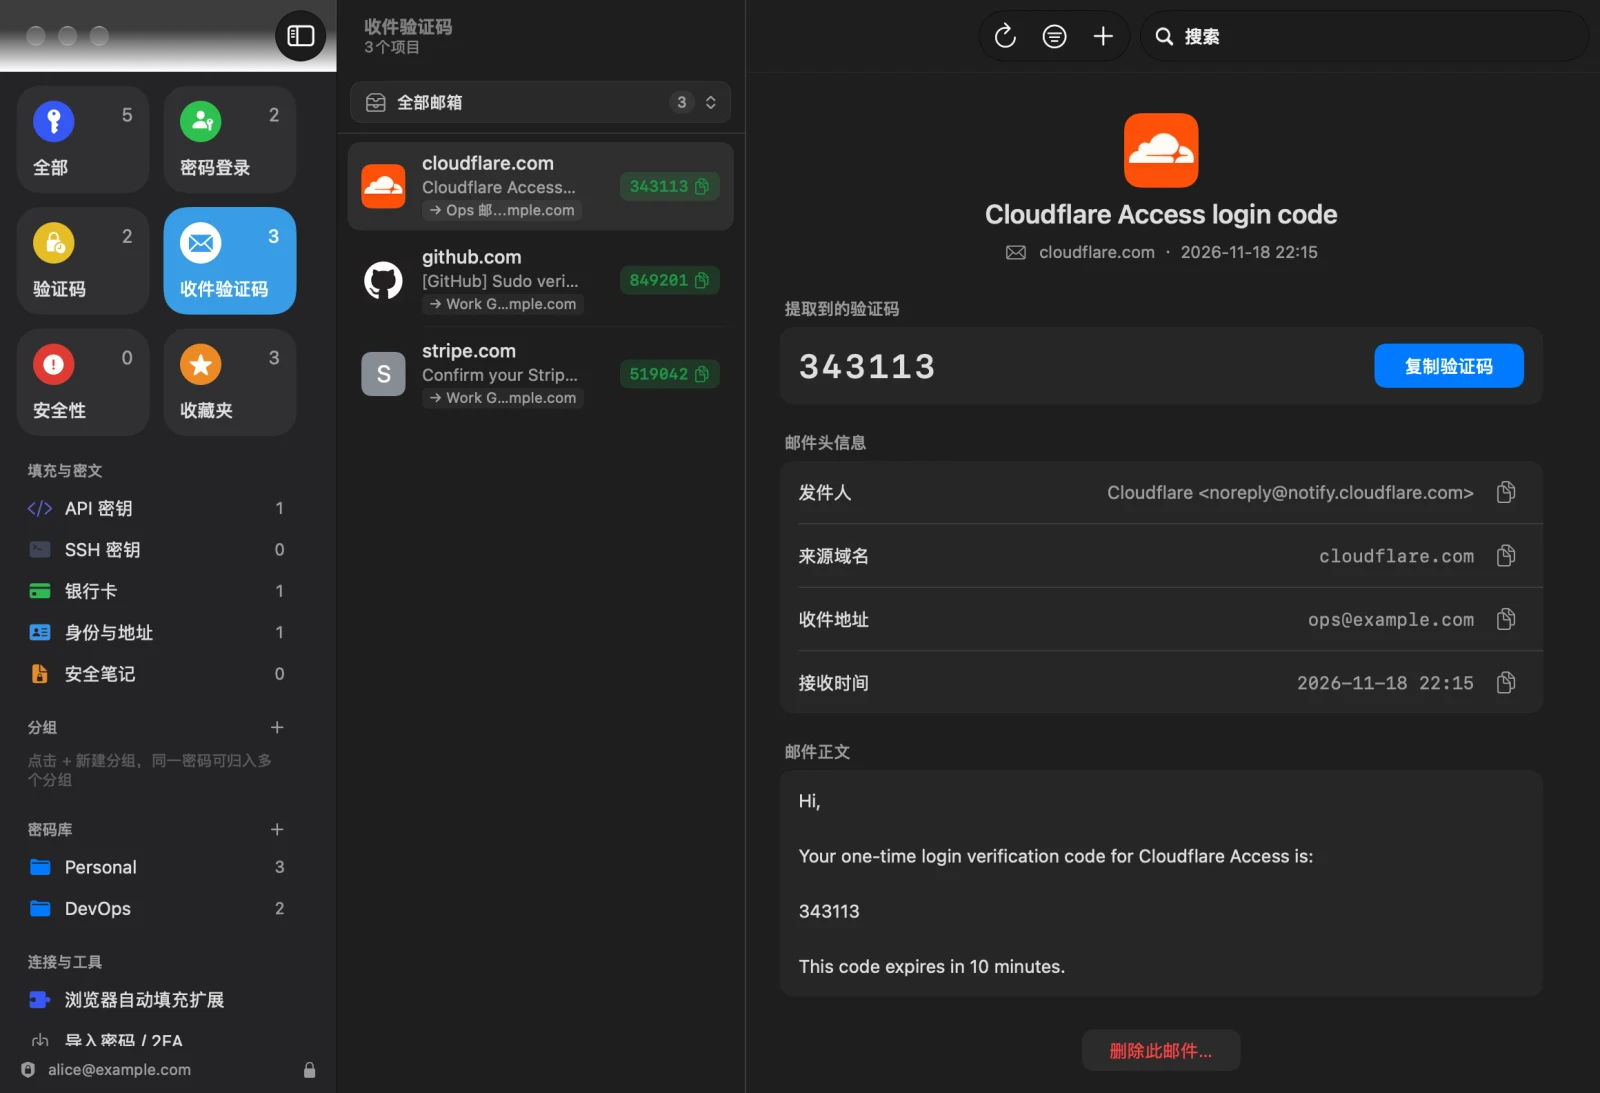 5
全部
2
密码登录
2
验证码
3
收件验证码
0
安全性
3
收藏夹
填充与密文
API 密钥
1
SSH 密钥
0
银行卡
1
身份与地址
1
安全笔记
0
分组
点击 + 新建分组，同一密码可归入多
个分组
密码库
Personal
3
DevOps
2
连接与工具
浏览器自动填充扩展
导入密码 / 2FA
alice@example.com
收件验证码
3个项目
全部邮箱
3
cloudflare.com
Cloudflare Access...
343113
→ Ops 邮...mple.com
github.com
[GitHub] Sudo veri...
849201
→ Work G...mple.com
S
stripe.com
Confirm your Strip...
519042
→ Work G...mple.com
搜索
Cloudflare Access login code
cloudflare.com · 2026-11-18 22:15
提取到的验证码
343113
复制验证码
邮件头信息
发件人
Cloudflare <noreply@notify.cloudflare.com>
来源域名
cloudflare.com
收件地址
ops@example.com
接收时间
2026-11-18 22:15
邮件正文
Hi,
Your one-time login verification code for Cloudflare Access is:
343113
This code expires in 10 minutes.
删除此邮件...